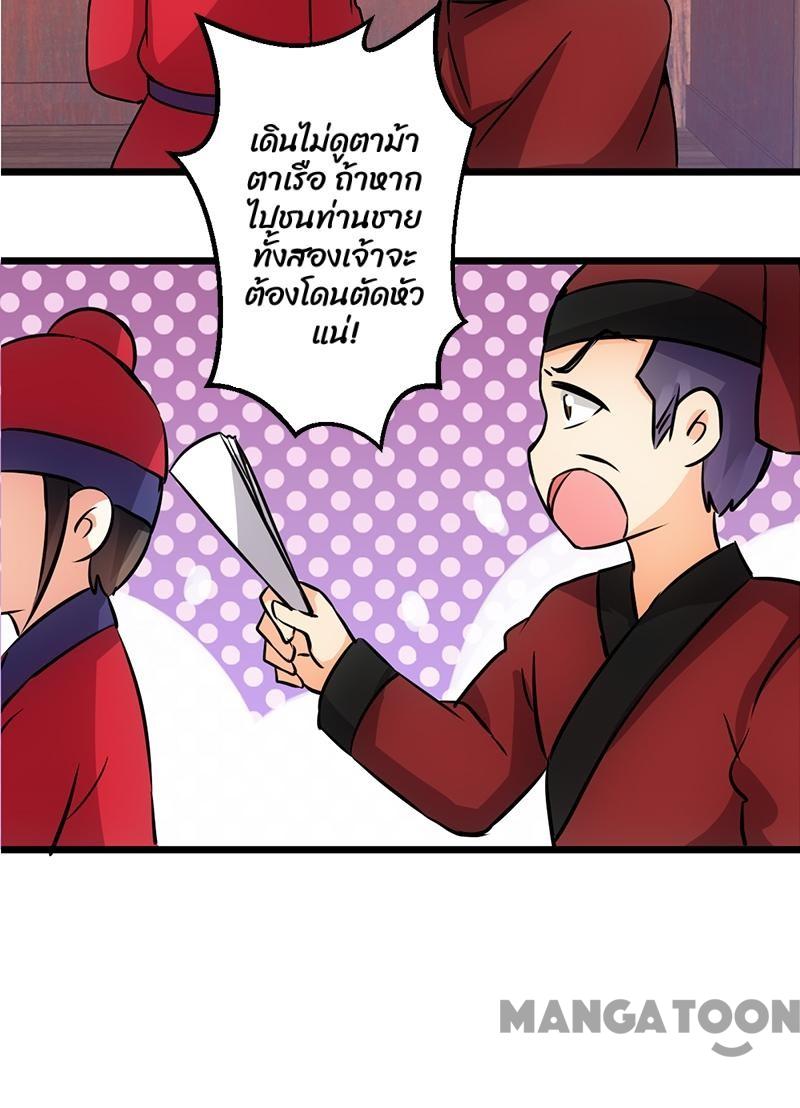 เดินไม่ดูตาม้า
ตาเรือ ถ้าหาก
ไปชนท่านชาย
ทั้งสองเจ้าจะ
ต้องโดนตัดหัว
แน่!
MANGATOON